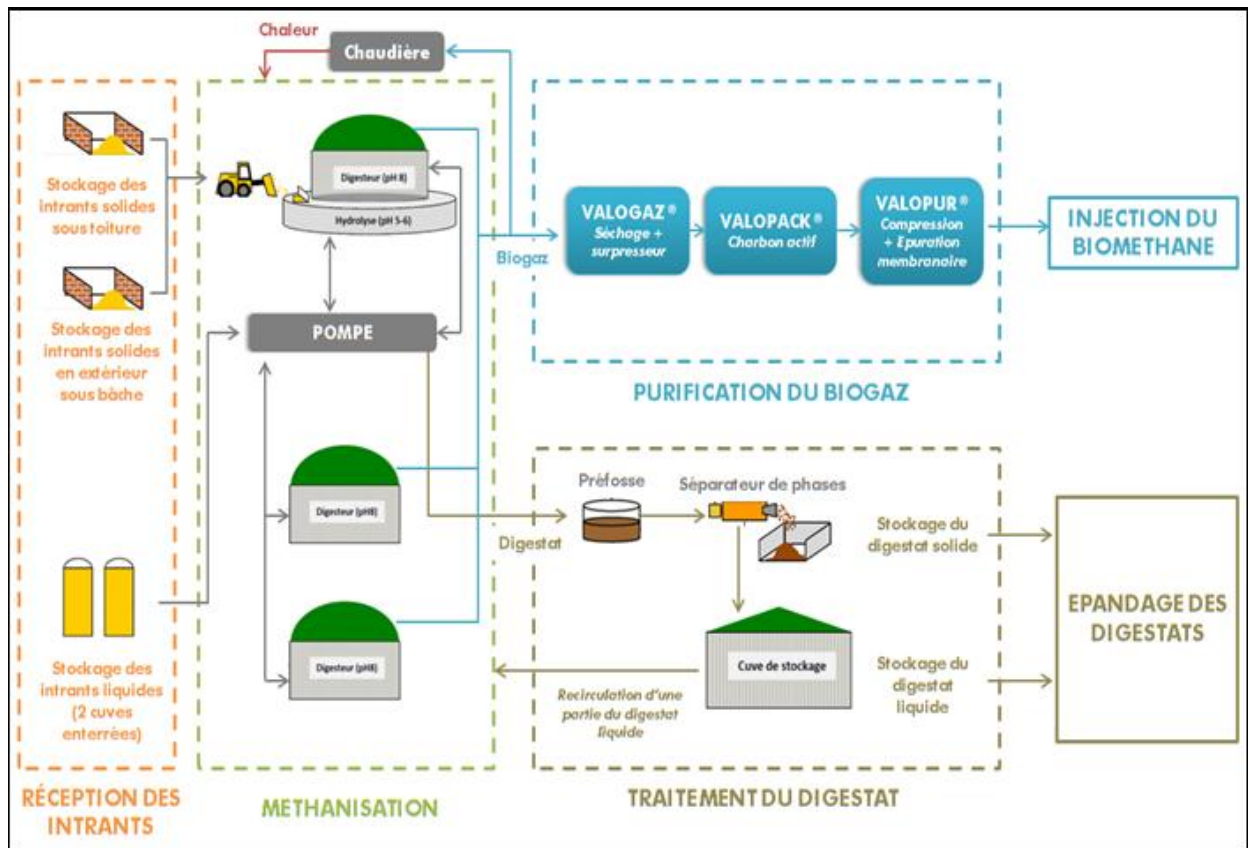 Chaleur
Chaudière
Stockage des
intrants solides
sous toiture
Stockage des
intrants solides
en extérieur
sous bâche
Stockage des
intrants liquides
(2 cuves
enterrées)
RÉCEPTION DES
INTRANTS
Digesteur (pH 8)
Hydrolyse (pH 5-6)
POMPE
Digesteur (pH8)
Digesteur (pH8)
METHANISATION
Biogaz
VALOGAZ®
Séchage +
surpresseur
VALOPACK®
Charbon actif
VALOPUR®
Compression
+ Epuration
membranaire
PURIFICATION DU BIOGAZ
INJECTION DU
BIOMETHANE
Digestat
Préfosse
Séparateur de phases
Stockage du
digestat solide
Cuve de stockage
Stockage du
digestat
liquide
Recirculation d'une
partie du digestat
liquide
TRAITEMENT DU DIGESTAT
EPANDAGE DES
DIGESTATS